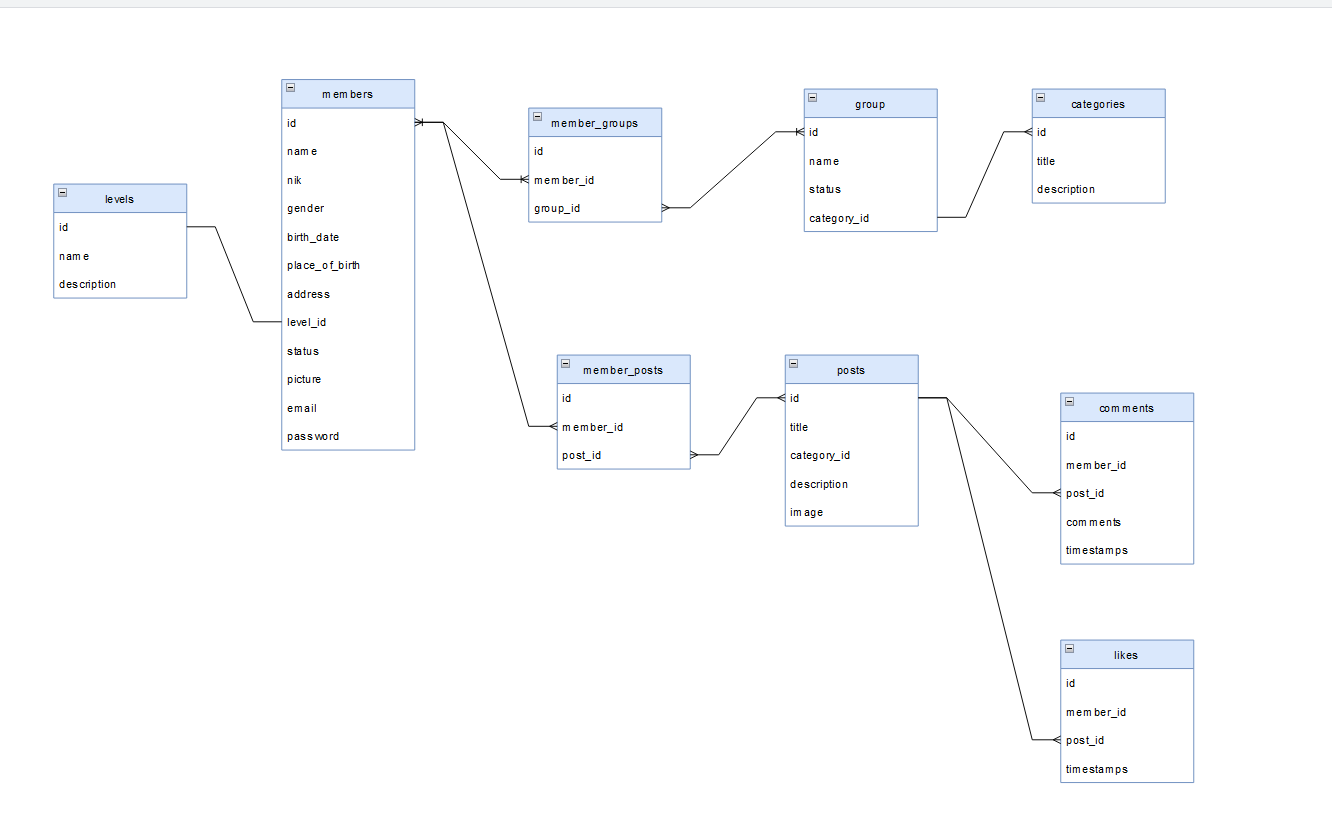 levels
id
name
description
members
id
name
nik
gender
birth_date
place_of_birth
address
level_id
status
picture
email
password
member_groups
id
member_id
group_id
group
id
name
status
category_id
categories
id
title
description
member_posts
id
member_id
post_id
posts
id
title
category_id
description
image
comments
id
member_id
post_id
comments
timestamps
likes
id
member_id
post_id
timestamps